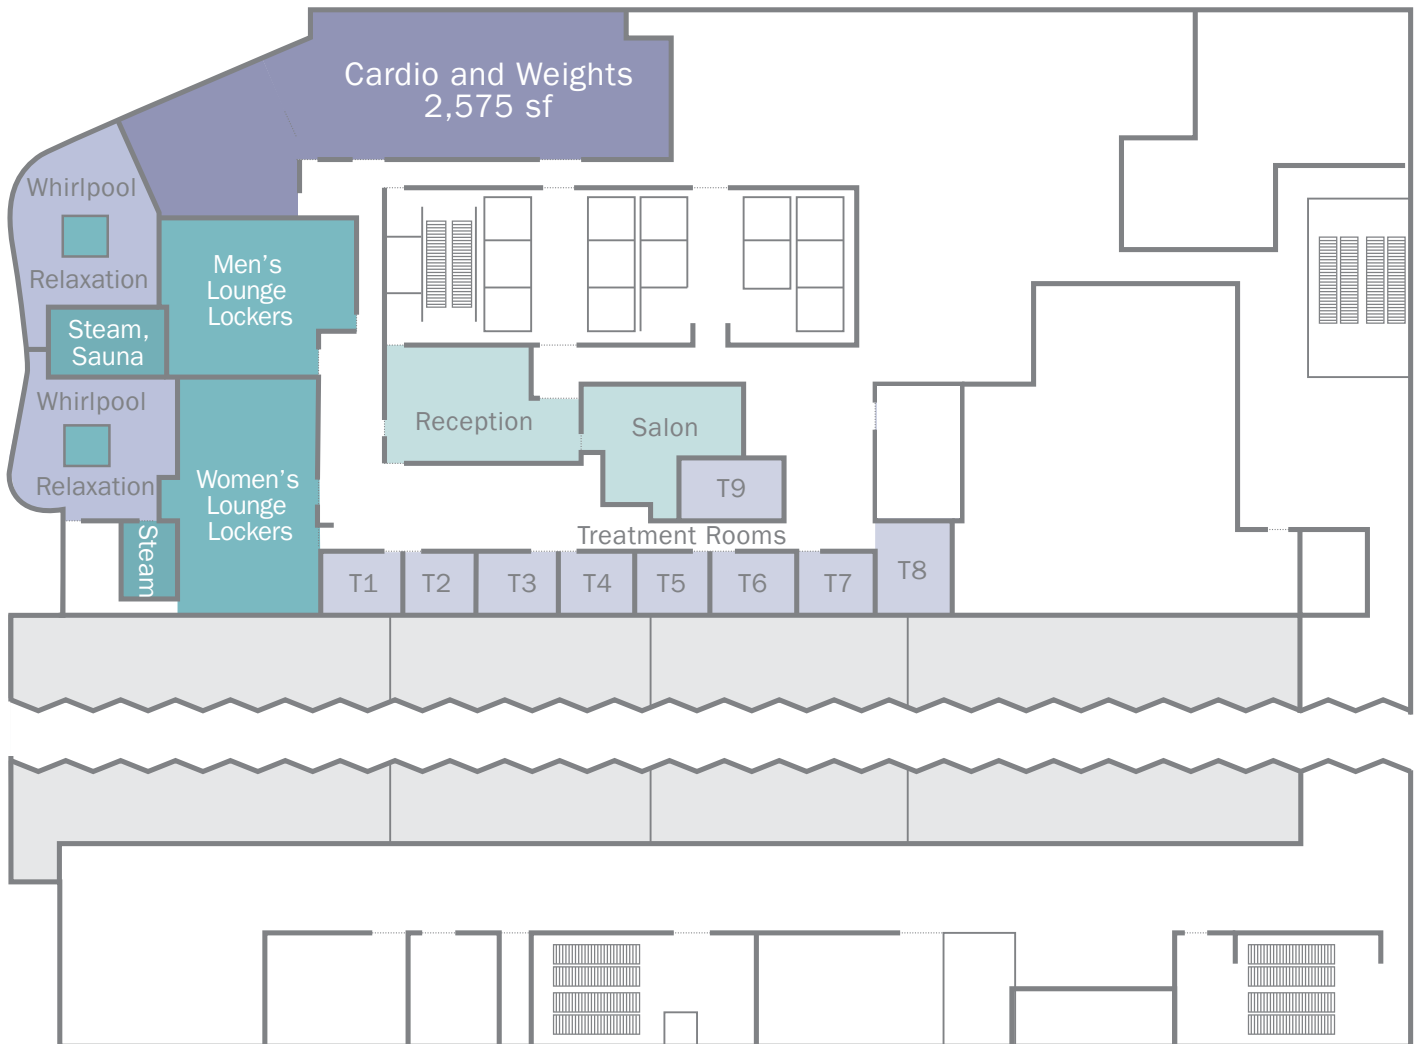 Cardio and Weights
2,575 sf
Whirlpool
Relaxation
Men’s
Lounge
Lockers
Steam,
Sauna
Whirlpool
Relaxation
Women’s
Lounge
Lockers
Steam
Reception
Salon
T9
Treatment Rooms
T1
T2
T3
T4
T5
T6
T7
T8